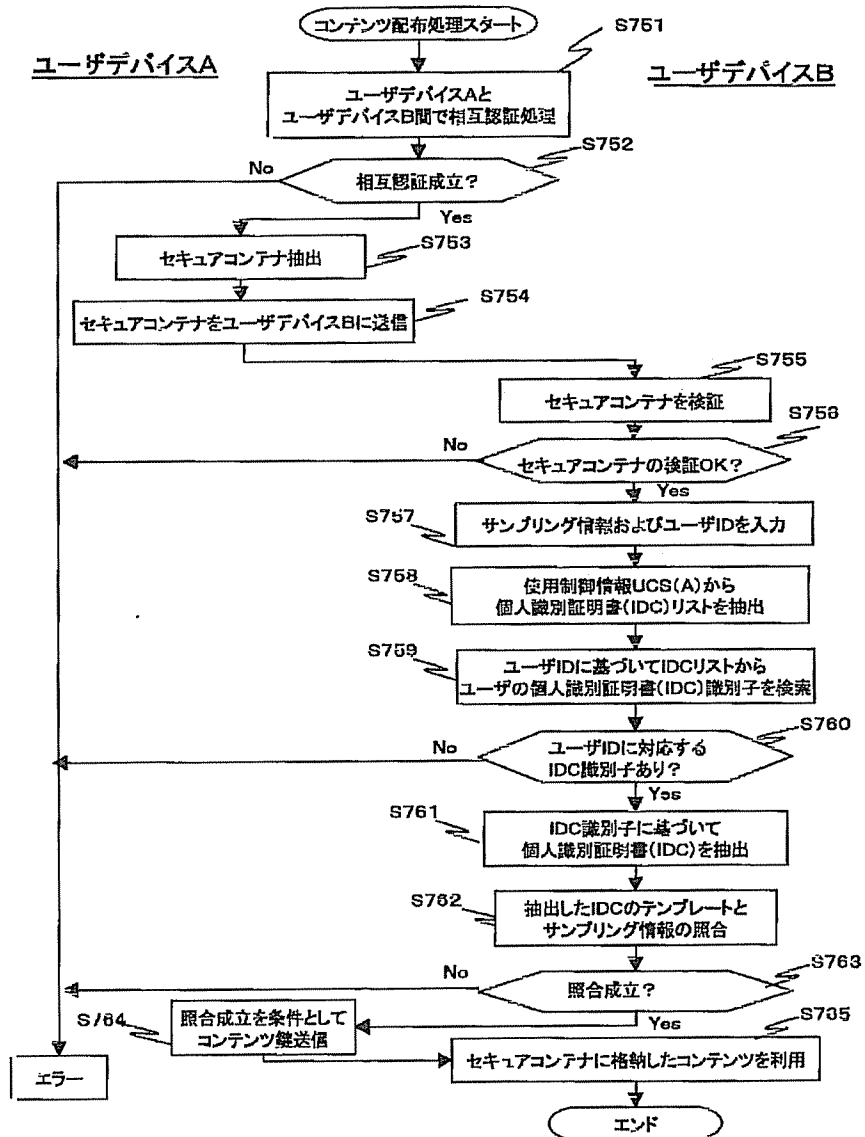 コンテンツ配布処理スタート
S751
ユーザデバイスA
ユーザデバイスB
ユーザデバイスAと
ユーザデバイスB間で相互認証処理
S752
No
相互認証成立?
Yes
S753
セキュアコンテナ抽出
S754
セキュアコンテナをユーザデバイスBに送信
S755
セキュアコンテナを検証
S756
No
セキュアコンテナの検証OK?
Yes
S757
サンプリング情報およびユーザIDを入力
S758
使用制御情報UCS(A)から
個人識別証明書(IDC)リストを抽出
S759
ユーザIDに基づいてIDCリストから
ユーザの個人識別証明書(IDC)識別子を検索
S760
No
ユーザIDに対応する
IDC識別子あり?
Yes
S761
IDC識別子に基づいて
個人識別証明書(IDC)を抽出
S762
抽出したIDCのテンプレートと
サンプリング情報の照合
S763
No
照合成立?
Yes
S764
照合成立を条件として
コンテンツ鍵送信
S765
セキュアコンテナに格納したコンテンツを利用
エラー
エンド